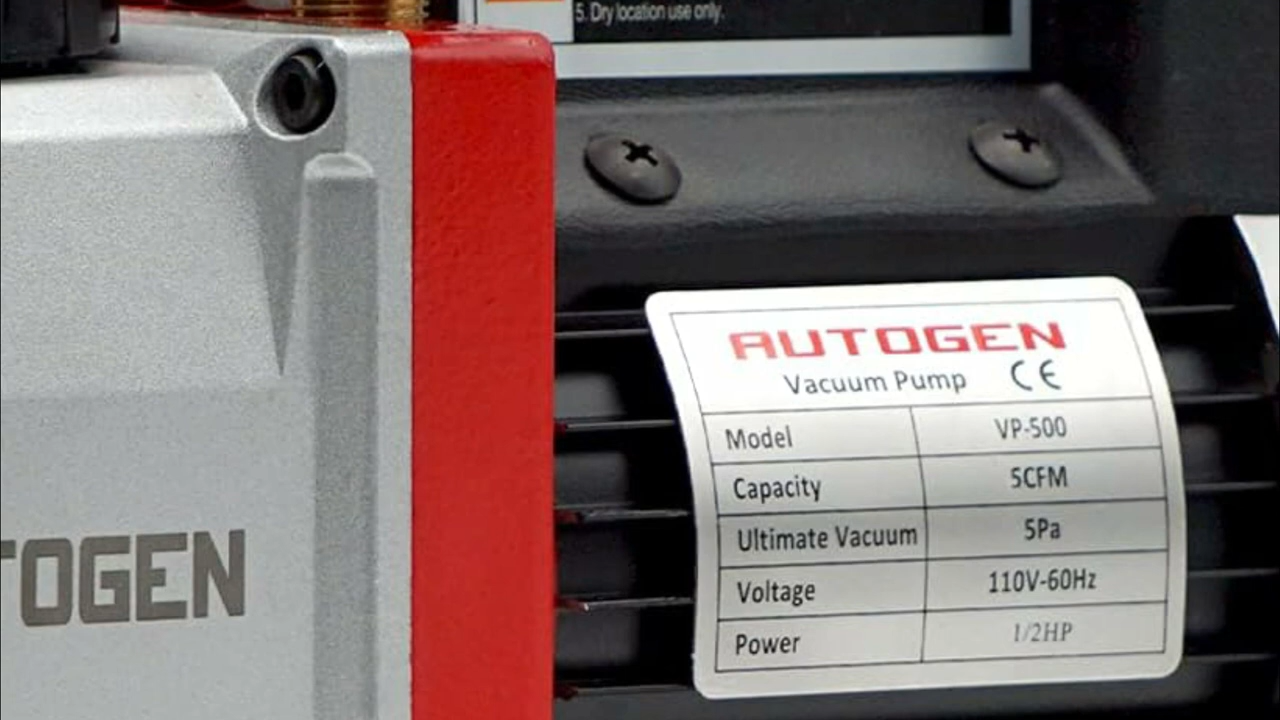 5. Dry location use only.
AUTOGEN
Vacuum Pump CE
Model VP-500
Capacity 5CFM
Ultimate Vacuum 5Pa
Voltage 110V-60Hz
Power 1/2HP
TOGEN